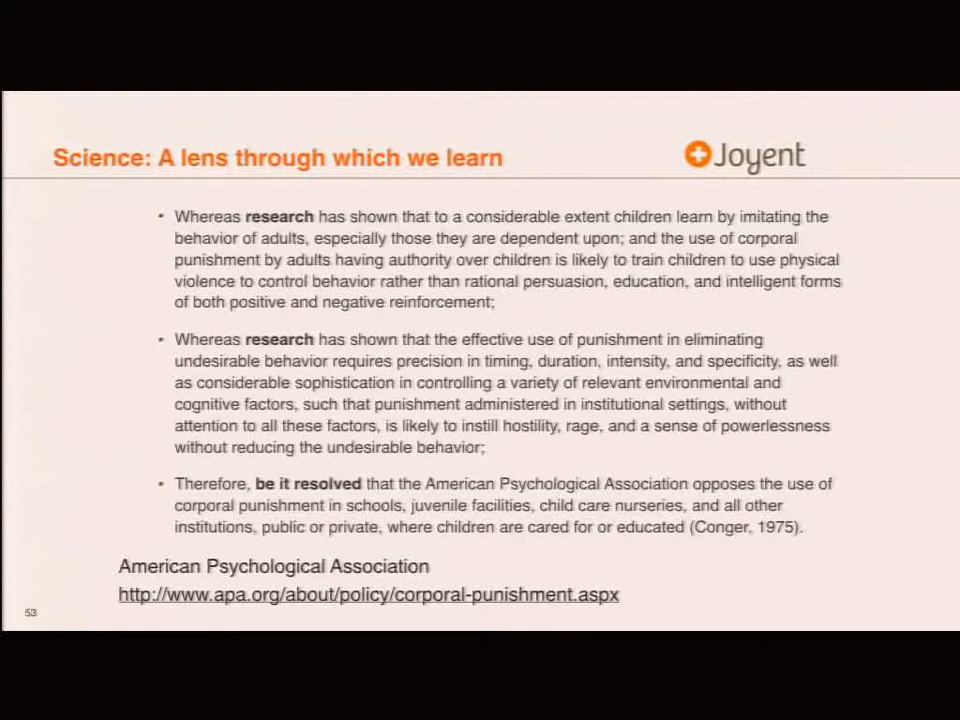 Science: A lens through which we learn
Joyent
• Whereas research has shown that to a considerable extent children learn by imitating the
behavior of adults, especially those they are dependent upon; and the use of corporal
punishment by adults having authority over children is likely to train children to use physical
violence to control behavior rather than rational persuasion, education, and intelligent forms
of both positive and negative reinforcement;
• Whereas research has shown that the effective use of punishment in eliminating
undesirable behavior requires precision in timing, duration, intensity, and specificity, as well
as considerable sophistication in controlling a variety of relevant environmental and
cognitive factors, such that punishment administered in institutional settings, without
attention to all these factors, is likely to instill hostility, rage, and a sense of powerlessness
without reducing the undesirable behavior;
• Therefore, be it resolved that the American Psychological Association opposes the use of
corporal punishment in schools, juvenile facilities, child care nurseries, and all other
institutions, public or private, where children are cared for or educated (Conger, 1975).
American Psychological Association
http://www.apa.org/about/policy/corporal-punishment.aspx
53